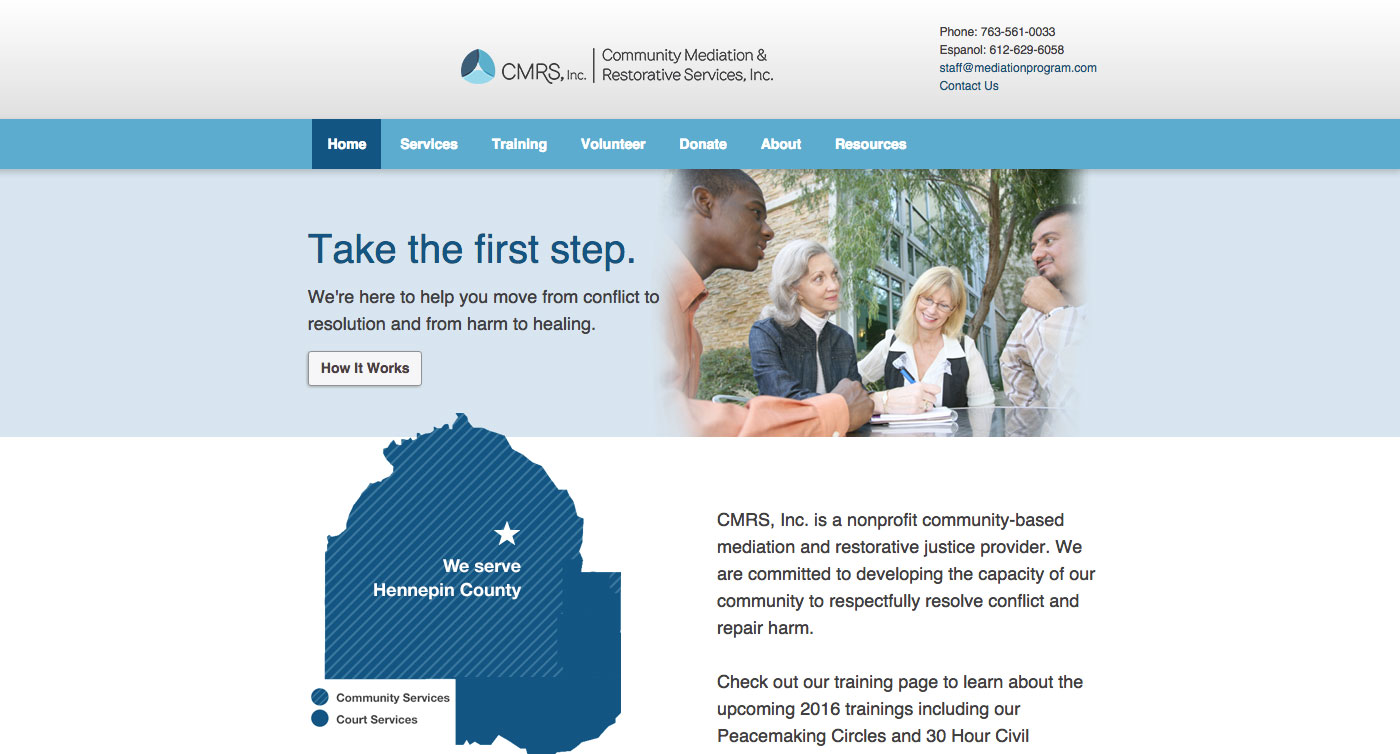 CMRS, Inc.
Community Mediation &
Restorative Services, Inc.
Phone: 763-561-0033
Espanol: 612-629-6058
staff@mediationprogram.com
Contact Us
Home Services Training Volunteer Donate About Resources
Take the first step.
We're here to help you move from conflict to
resolution and from harm to healing.
How It Works
We serve
Hennepin County
Community Services
Court Services
CMRS, Inc. is a nonprofit community-based
mediation and restorative justice provider. We
are committed to developing the capacity of our
community to respectfully resolve conflict and
repair harm.
Check out our training page to learn about the
upcoming 2016 trainings including our
Peacemaking Circles and 30 Hour Civil